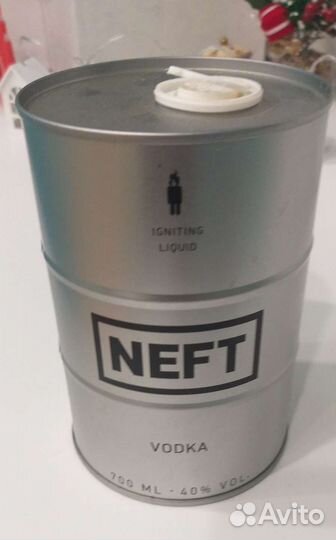 IGNITING
LIQUID
NEFT
VODKA
700 ML - 40% VOL.
Avito